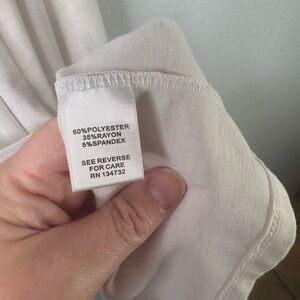 60%POLYESTER
35%RAYON
5%SPANDEX
SEE REVERSE
FOR CARE
RN 134732